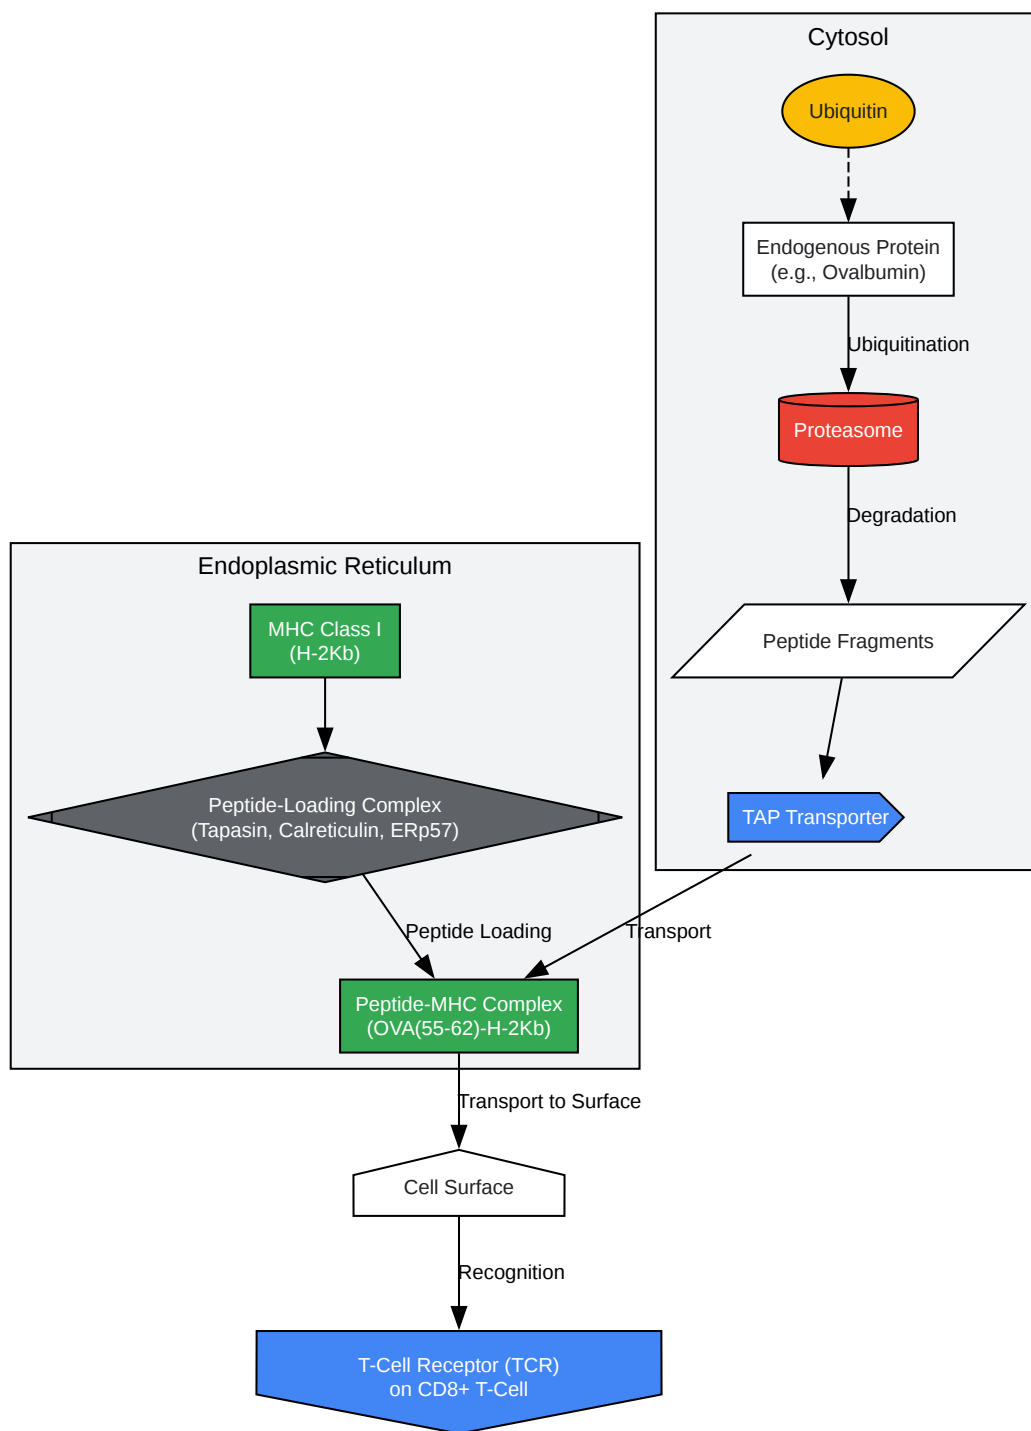 Cytosol
Ubiquitin
Endogenous Protein
(e.g., Ovalbumin)
Ubiquitination
Proteasome
Degradation
Peptide Fragments
TAP Transporter
Transport
Endoplasmic Reticulum
MHC Class I
(H-2Kb)
Peptide-Loading Complex
(Tapasin, Calreticulin, ERp57)
Peptide Loading
Peptide-MHC Complex
(OVA(55-62)-H-2Kb)
Transport to Surface
Cell Surface
Recognition
T-Cell Receptor (TCR)
on CD8+ T-Cell